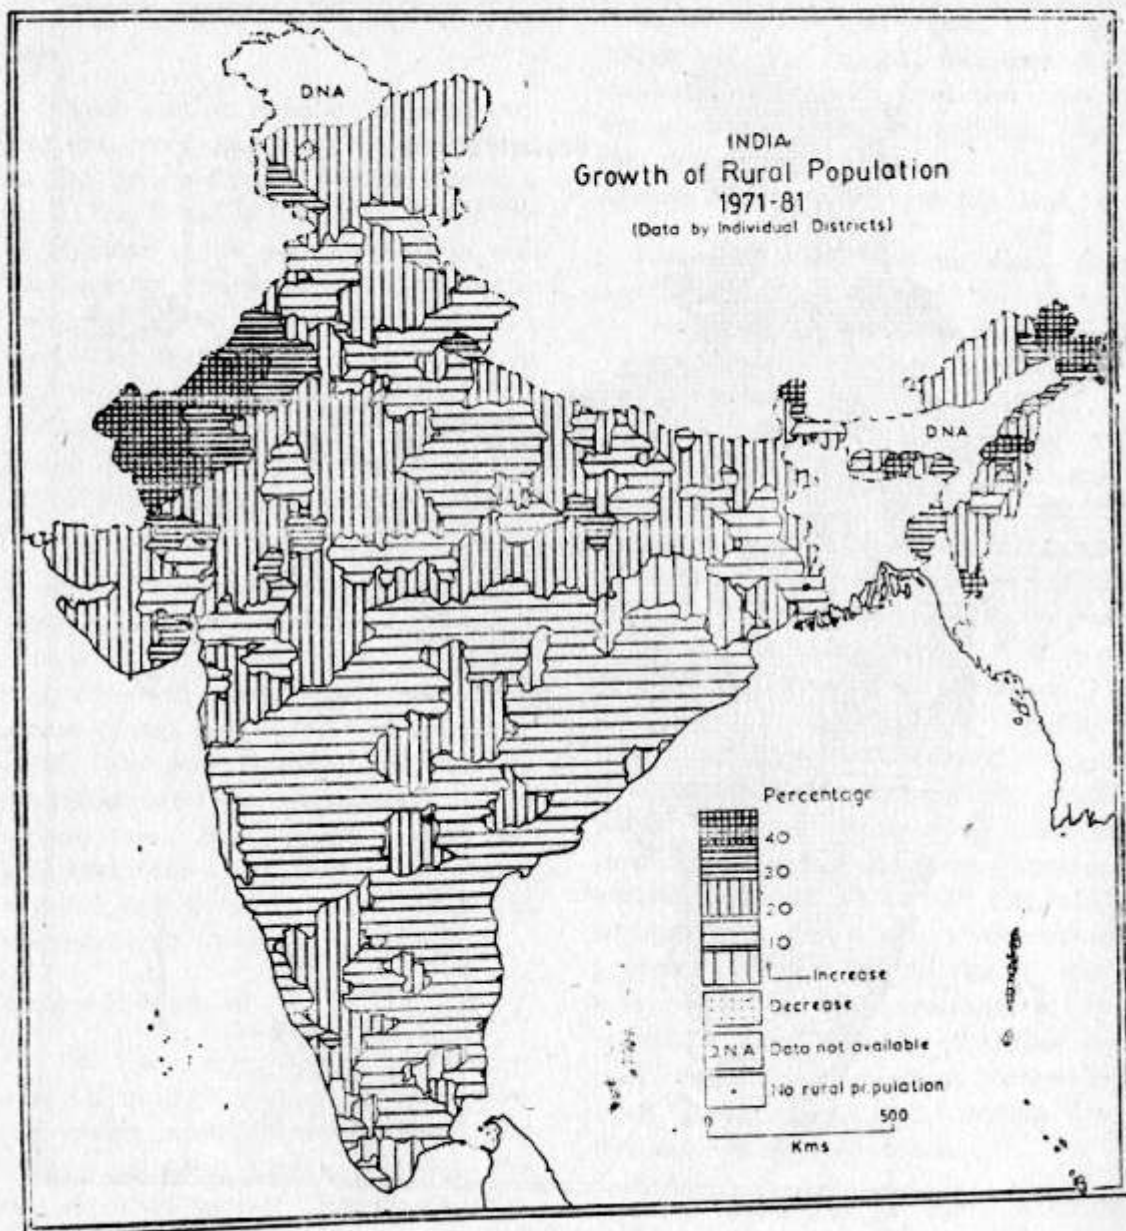 DNA
INDIA
Growth of Rural Population
1971-81
(Data by Individual Districts)
DNA
Percentage
40
30
20
10
Increase
Decrease
DNA Data not available
No rural population
0 500
Kms